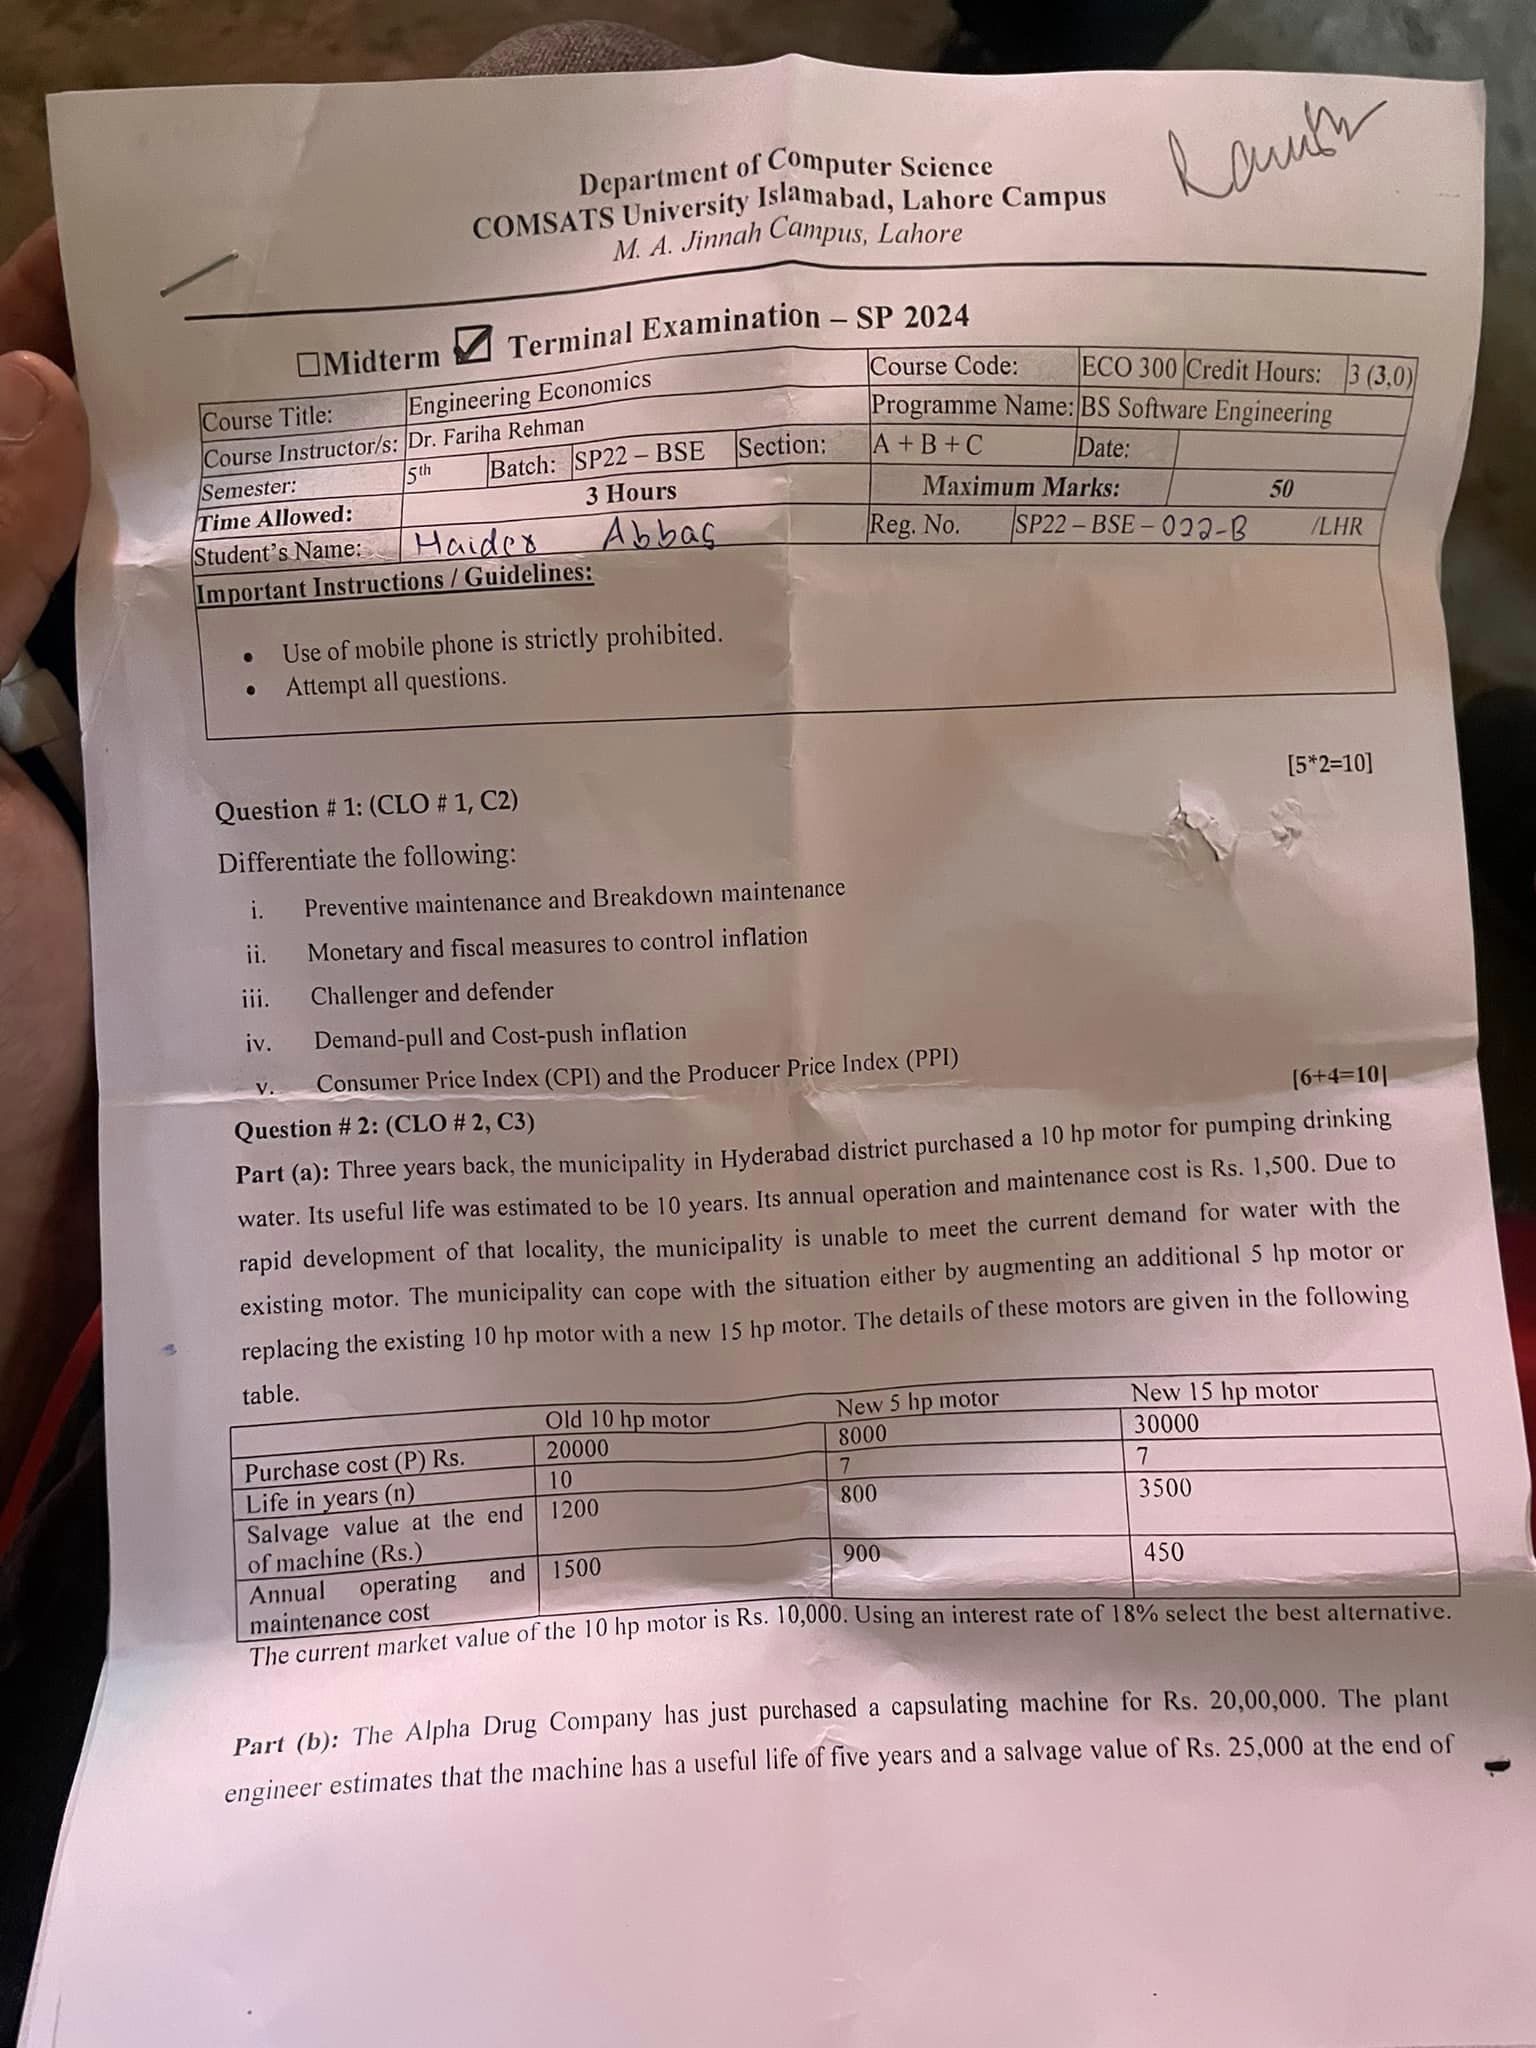 Department of Computer Science
COMSATS University Islamabad, Lahore Campus
M. A. Jinnah Campus, Lahore
☐Midterm ☑ Terminal Examination – SP 2024
Course Title: Engineering Economics Course Code: ECO 300 Credit Hours: 3 (3,0)
Course Instructor/s: Dr. Fariha Rehman Programme Name: BS Software Engineering
Semester: 5th Batch: SP22 – BSE Section: A + B + C Date:
Time Allowed: 3 Hours Maximum Marks: 50
Student's Name: Haider Abbas Reg. No. SP22 – BSE – 022-B /LHR
Important Instructions / Guidelines:
• Use of mobile phone is strictly prohibited.
• Attempt all questions.
[5*2=10]
Question # 1: (CLO # 1, C2)
Differentiate the following:
i. Preventive maintenance and Breakdown maintenance
ii. Monetary and fiscal measures to control inflation
iii. Challenger and defender
iv. Demand-pull and Cost-push inflation
v. Consumer Price Index (CPI) and the Producer Price Index (PPI)
[6+4=10]
Question # 2: (CLO # 2, C3)
Part (a): Three years back, the municipality in Hyderabad district purchased a 10 hp motor for pumping drinking
water. Its useful life was estimated to be 10 years. Its annual operation and maintenance cost is Rs. 1,500. Due to
rapid development of that locality, the municipality is unable to meet the current demand for water with the
existing motor. The municipality can cope with the situation either by augmenting an additional 5 hp motor or
replacing the existing 10 hp motor with a new 15 hp motor. The details of these motors are given in the following
table.
Old 10 hp motor New 5 hp motor New 15 hp motor
Purchase cost (P) Rs. 20000 8000 30000
Life in years (n) 10 7 7
Salvage value at the end 1200 800 3500
of machine (Rs.)
Annual operating and 1500 900 450
maintenance cost
The current market value of the 10 hp motor is Rs. 10,000. Using an interest rate of 18% select the best alternative.
Part (b): The Alpha Drug Company has just purchased a capsulating machine for Rs. 20,00,000. The plant
engineer estimates that the machine has a useful life of five years and a salvage value of Rs. 25,000 at the end of